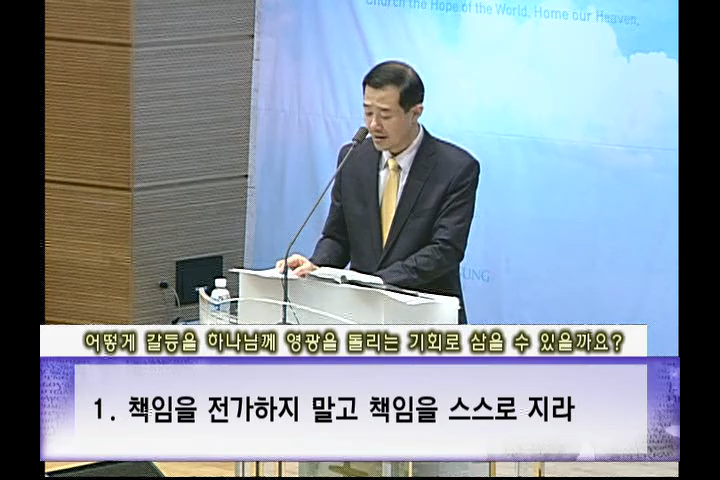 Church the Hope of the World, Home our Heaven,
UNG
어떻게 갈등을 하나님께 영광을 돌리는 기회로 삼을 수 있을까요?
1. 책임을 전가하지 말고 책임을 스스로 지라